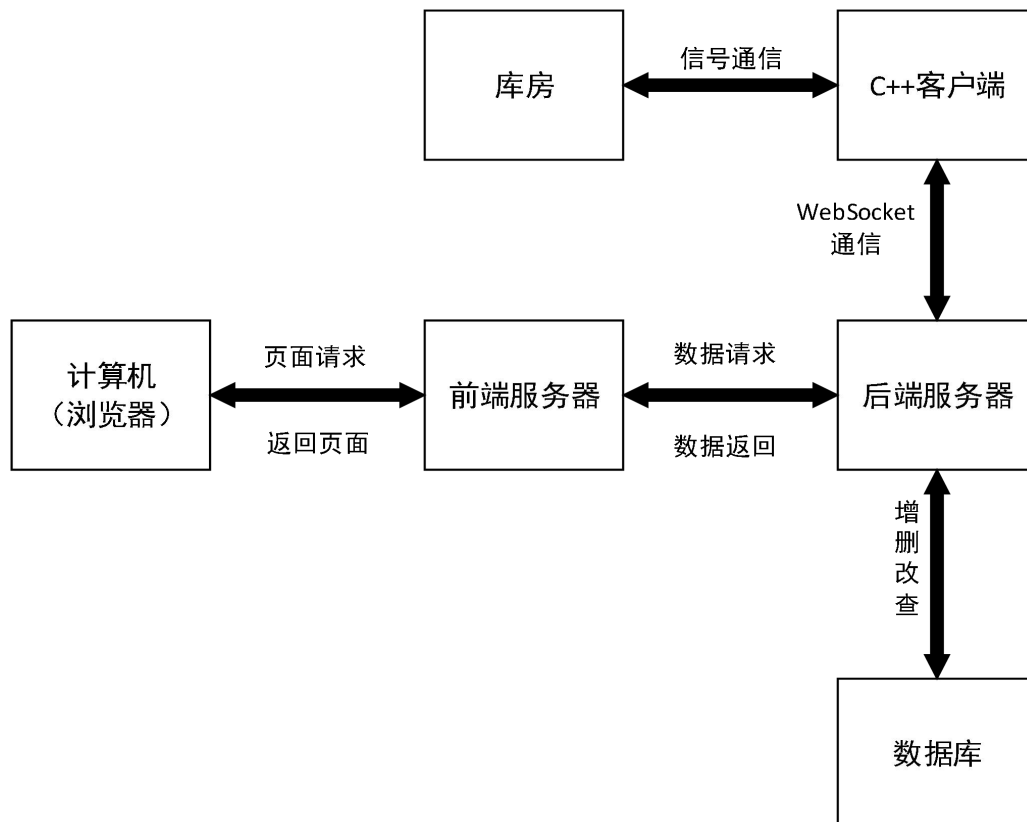 库房
信号通信
C++客户端
WebSocket
通信
计算机
（浏览器）
页面请求
返回页面
前端服务器
数据请求
数据返回
后端服务器
增
删
改
查
数据库